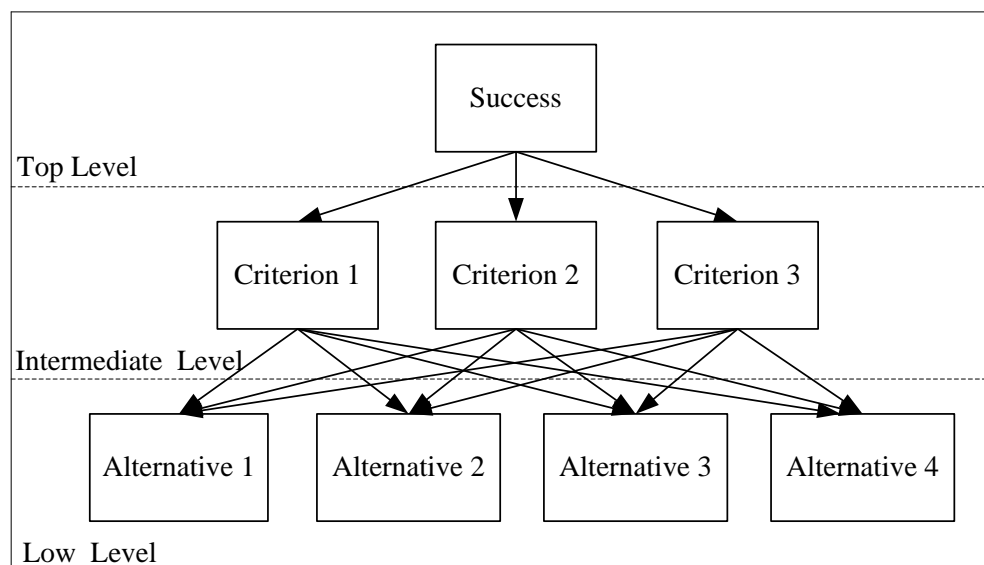 Success
Top Level
Criterion 1
Criterion 2
Criterion 3
Intermediate Level
Alternative 1
Alternative 2
Alternative 3
Alternative 4
Low Level